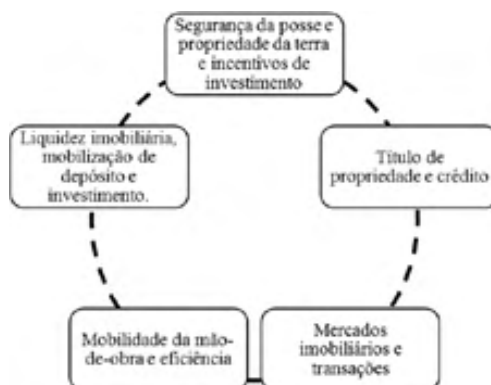 Segurança da posse e
propriedade da terra
e incentivos de
investimento
Liquidez imobiliária,
mobilização de
depósito e
investimento.
Título de
propriedade e crédito
Mobilidade da mão-
de-obra e eficiência
Mercados
imobiliários e
transações